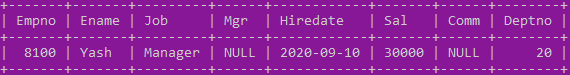 +-------+-------+---------+------+------------+-------+------+--------+
| Empno | Ename | Job     | Mgr  | Hiredate   | Sal   | Comm | Deptno |
+-------+-------+---------+------+------------+-------+------+--------+
|  8100 | Yash  | Manager | NULL | 2020-09-10 | 30000 | NULL |     20 |
+-------+-------+---------+------+------------+-------+------+--------+